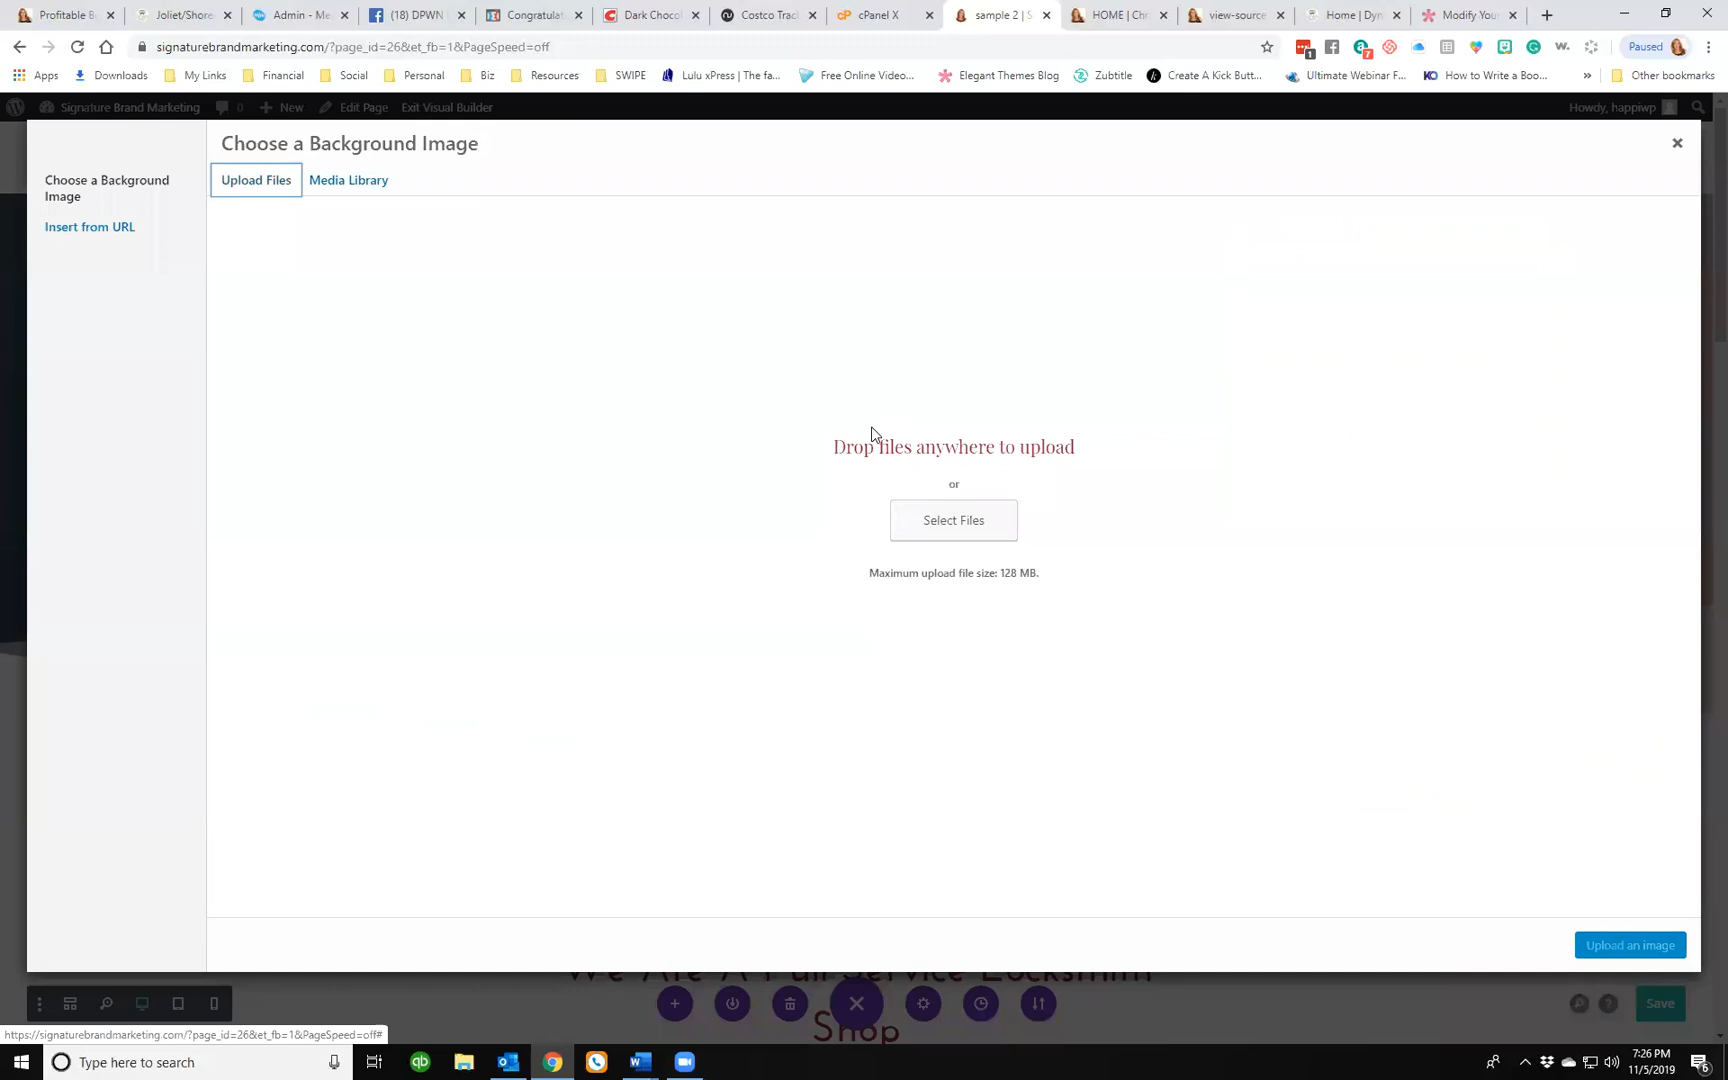 Profitable B
Joliet/Shore
Admin - Me
(18) DPWN
Congratulat
Dark Chocol
Costco Track
cPanel X
sample 2 | S
HOME | Chr
view-source
Home | Dyn
Modify Your
signaturebrandmarketing.com/?page_id=26&et_fb=1&PageSpeed=off
Paused
Apps
Downloads
My Links
Financial
Social
Personal
Biz
Resources
SWIPE
Lulu xPress | The fa...
Free Online Video...
Elegant Themes Blog
Zubtitle
Create A Kick Butt...
Ultimate Webinar F...
How to Write a Boo...
Other bookmarks
Signature Brand Marketing
0
New
Edit Page
Exit Visual Builder
Howdy, happiwp
Choose a Background Image
Choose a Background
Image
Insert from URL
Upload Files
Media Library
Drop files anywhere to upload
or
Select Files
Maximum upload file size: 128 MB.
Upload an image
We Are A Full Service Locksmith
Shop
Save
https://signaturebrandmarketing.com/?page_id=26&et_fb=1&PageSpeed=off#
Type here to search
7:26 PM
11/5/2019
6